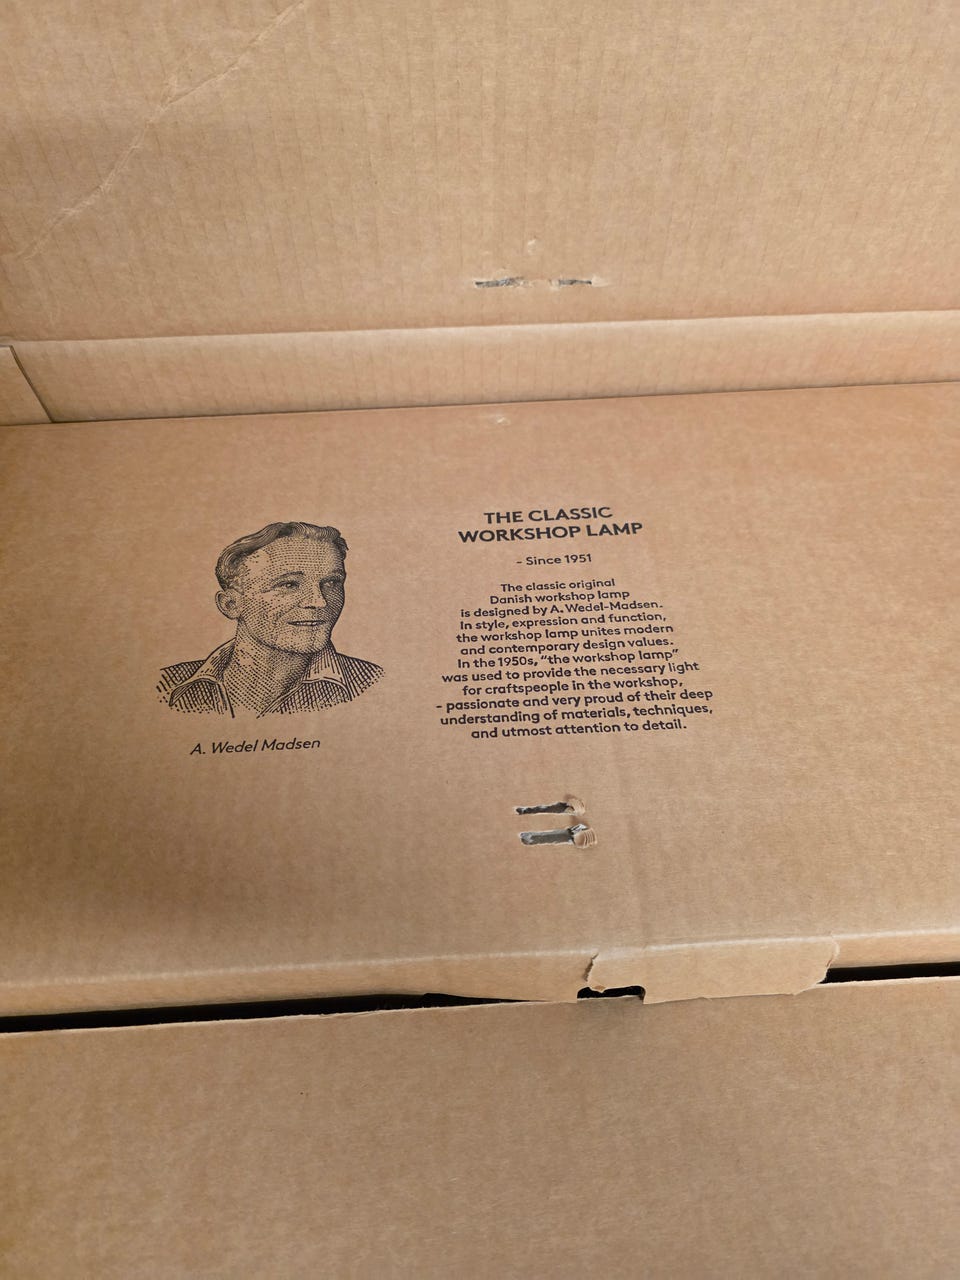 THE CLASSIC
WORKSHOP LAMP
- Since 1951
The classic original
Danish workshop lamp
is designed by A. Wedel-Madsen.
In style, expression and function,
the workshop lamp unites modern
and contemporary design values.
In the 1950s, “the workshop lamp”
was used to provide the necessary light
for craftspeople in the workshop,
- passionate and very proud of their deep
understanding of materials, techniques,
and utmost attention to detail.
A. Wedel Madsen